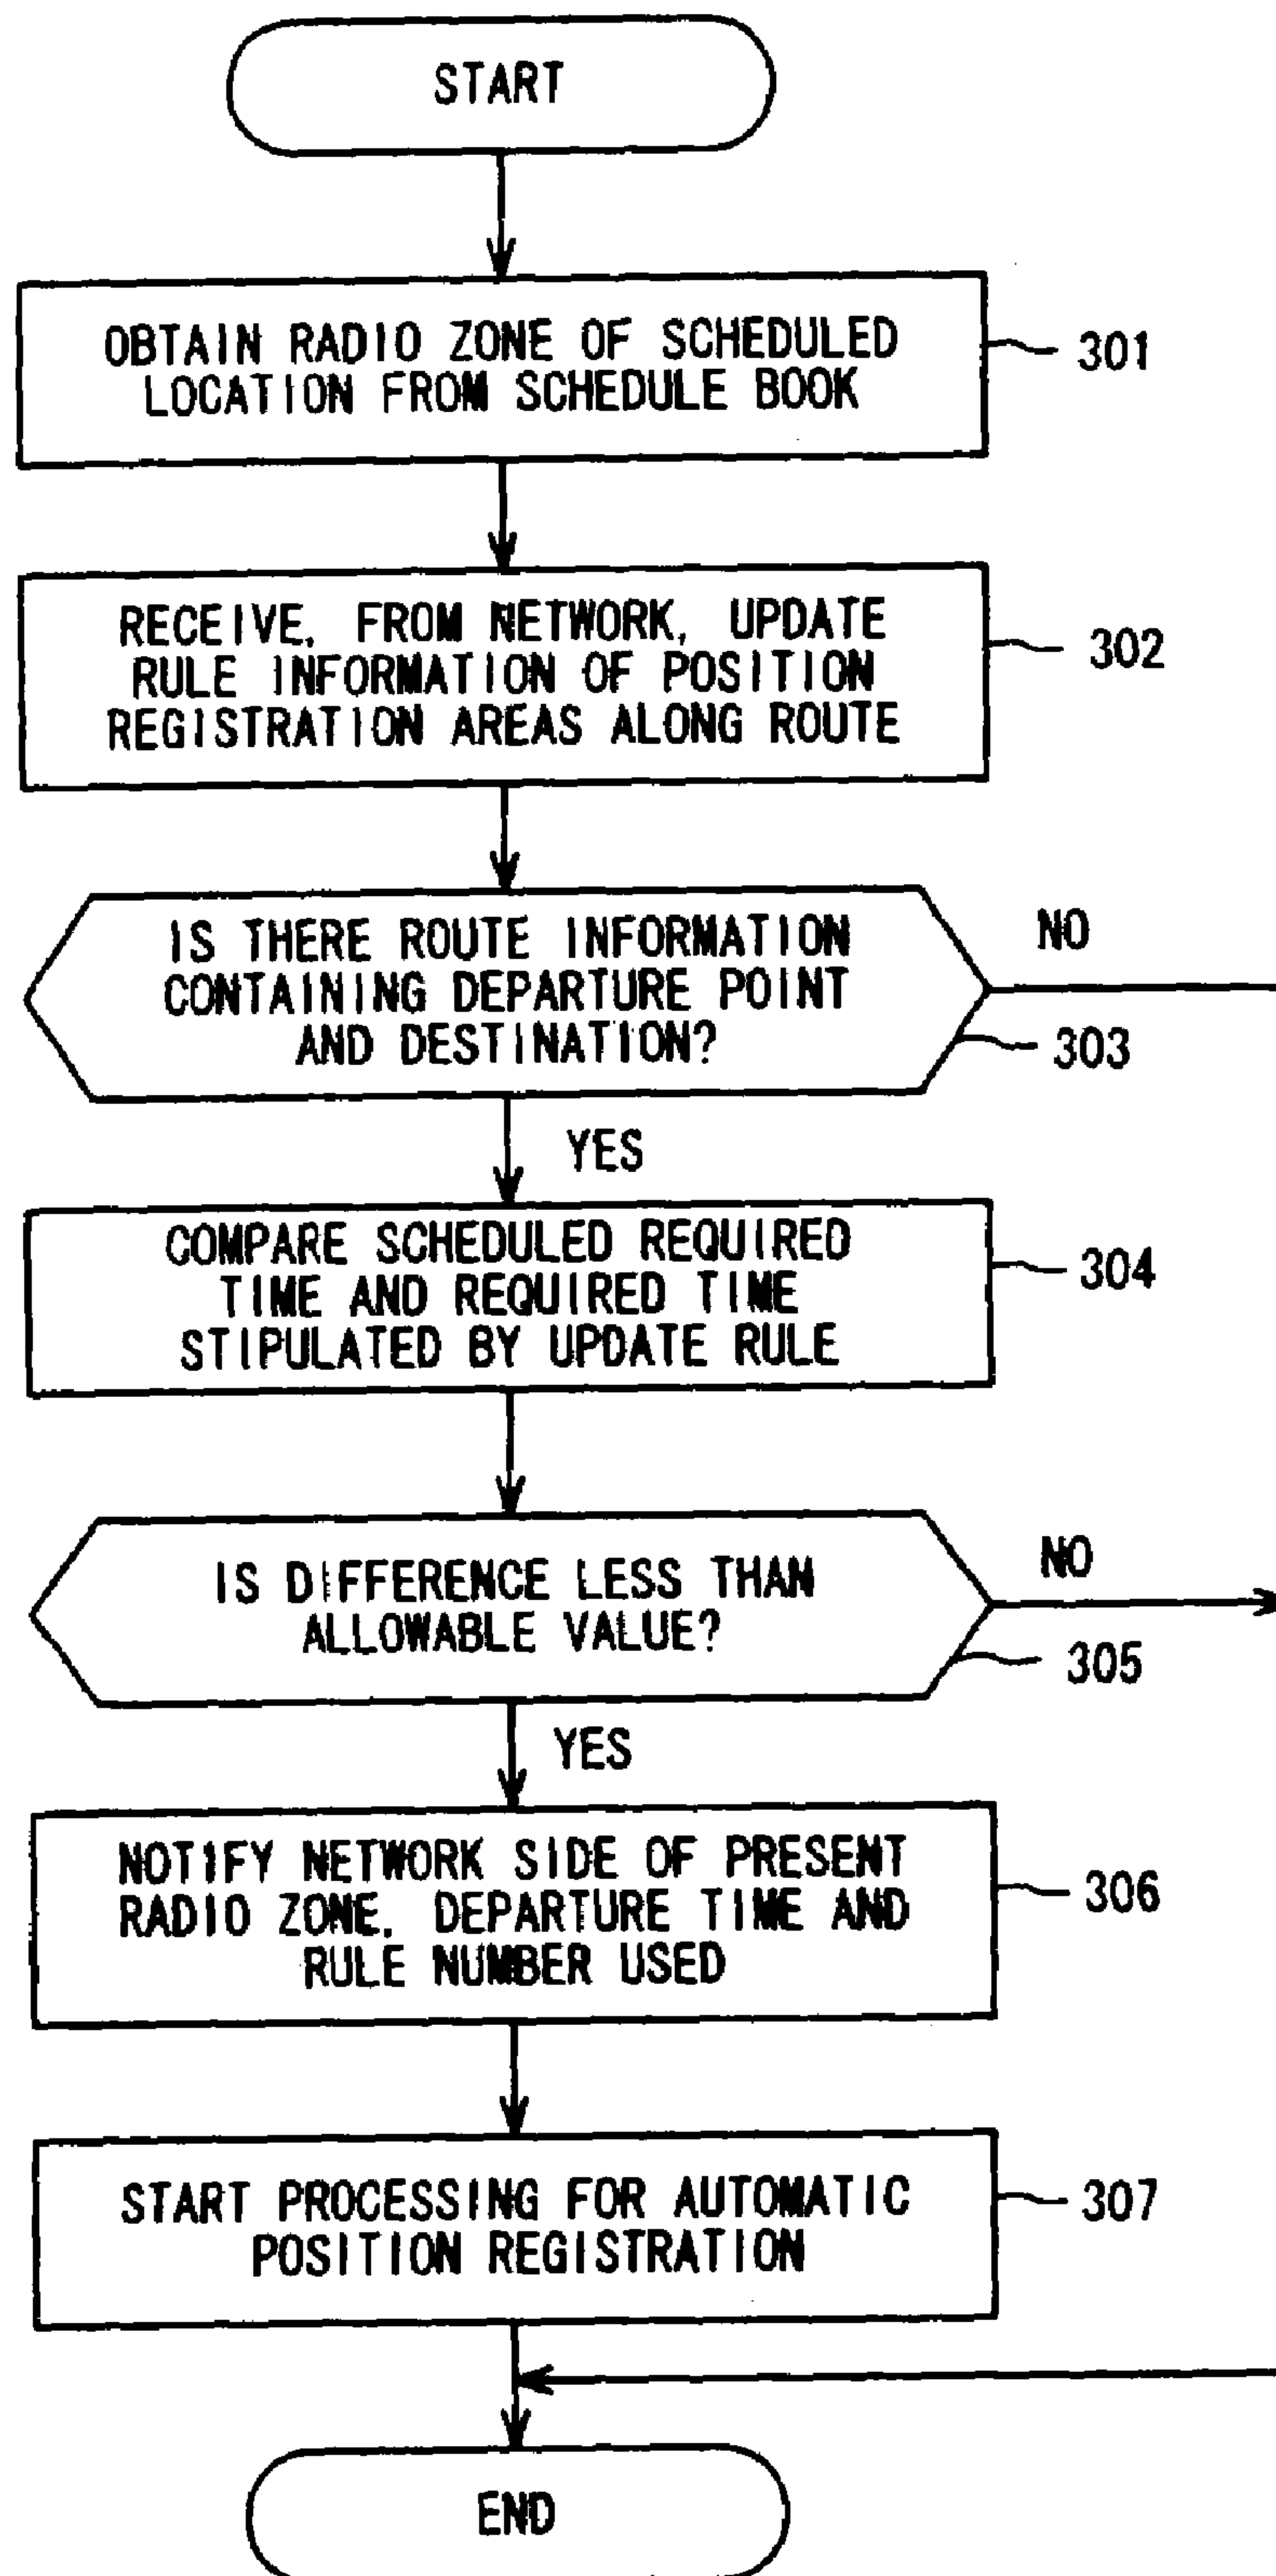 START
OBTAIN RADIO ZONE OF SCHEDULED
LOCATION FROM SCHEDULE BOOK
301
RECEIVE, FROM NETWORK, UPDATE
RULE INFORMATION OF POSITION
REGISTRATION AREAS ALONG ROUTE
302
IS THERE ROUTE INFORMATION
CONTAINING DEPARTURE POINT
AND DESTINATION?
NO
303
YES
COMPARE SCHEDULED REQUIRED
TIME AND REQUIRED TIME
STIPULATED BY UPDATE RULE
304
IS DIFFERENCE LESS THAN
ALLOWABLE VALUE?
NO
305
YES
NOTIFY NETWORK SIDE OF PRESENT
RADIO ZONE, DEPARTURE TIME AND
RULE NUMBER USED
306
START PROCESSING FOR AUTOMATIC
POSITION REGISTRATION
307
END